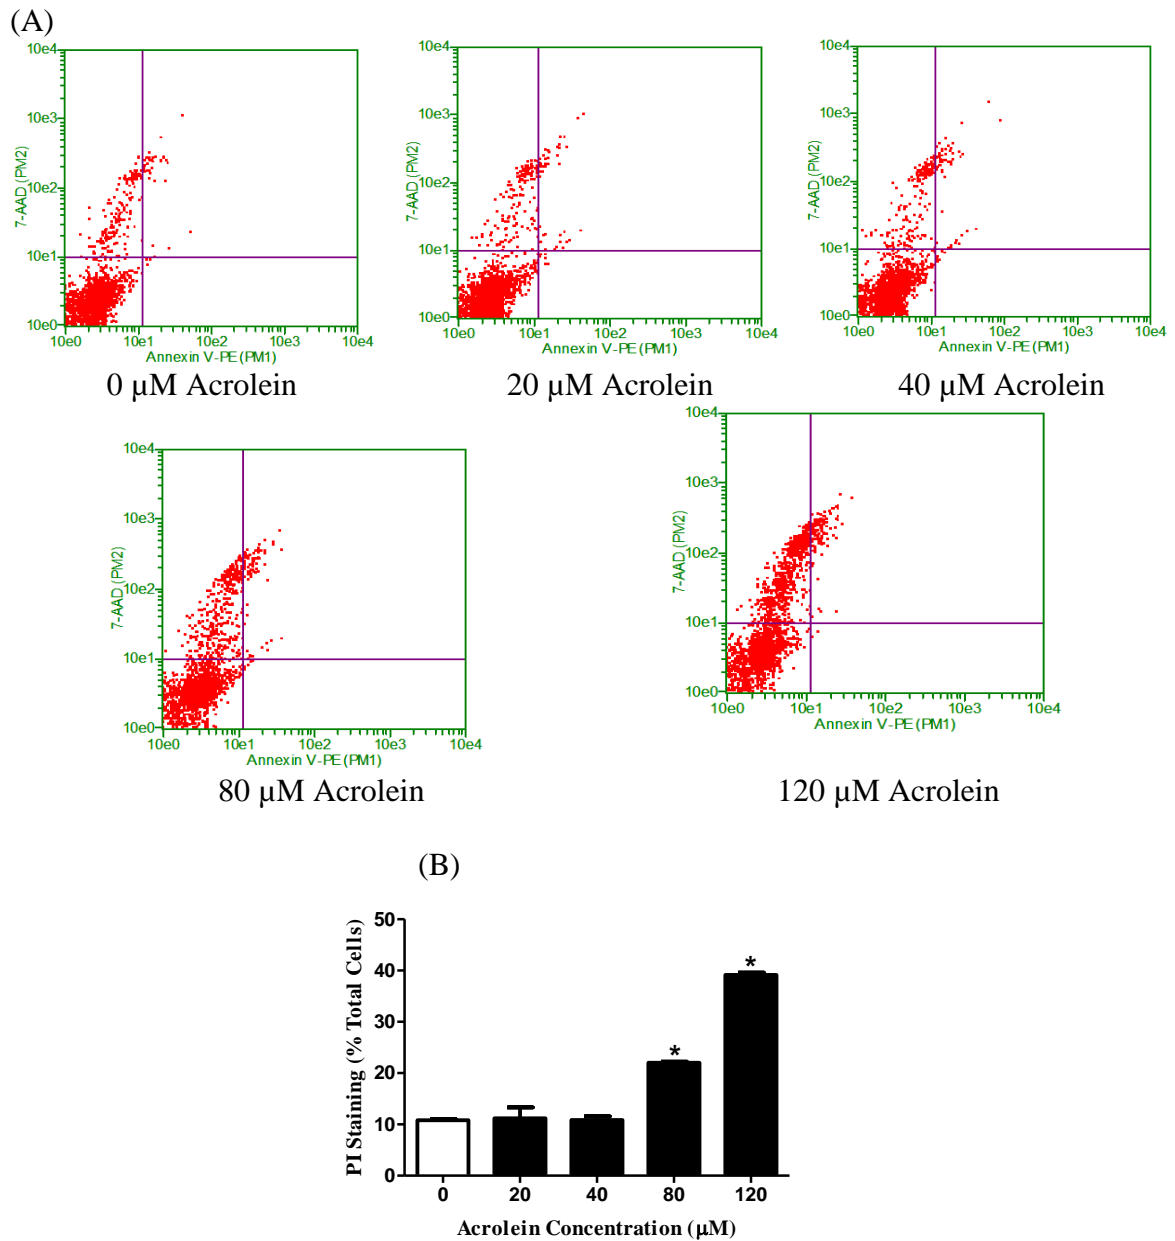 (A)
10e4
10e3
10e2
10e1
10e0
7-AAD (PM2)
10e0 10e1 10e2 10e3 10e4
Annexin V-PE (PM1)
0 µM Acrolein
10e4
10e3
10e2
10e1
10e0
7-AAD (PM2)
10e0 10e1 10e2 10e3 10e4
Annexin V-PE (PM1)
20 µM Acrolein
10e4
10e3
10e2
10e1
10e0
7-AAD (PM2)
10e0 10e1 10e2 10e3 10e4
Annexin V-PE (PM1)
40 µM Acrolein
10e4
10e3
10e2
10e1
10e0
7-AAD (PM2)
10e0 10e1 10e2 10e3 10e4
Annexin V-PE (PM1)
80 µM Acrolein
10e4
10e3
10e2
10e1
10e0
7-AAD (PM2)
10e0 10e1 10e2 10e3 10e4
Annexin V-PE (PM1)
120 µM Acrolein
(B)
PI Staining (% Total Cells)
50
40
30
20
10
0
*
*
0 20 40 80 120
Acrolein Concentration (µM)